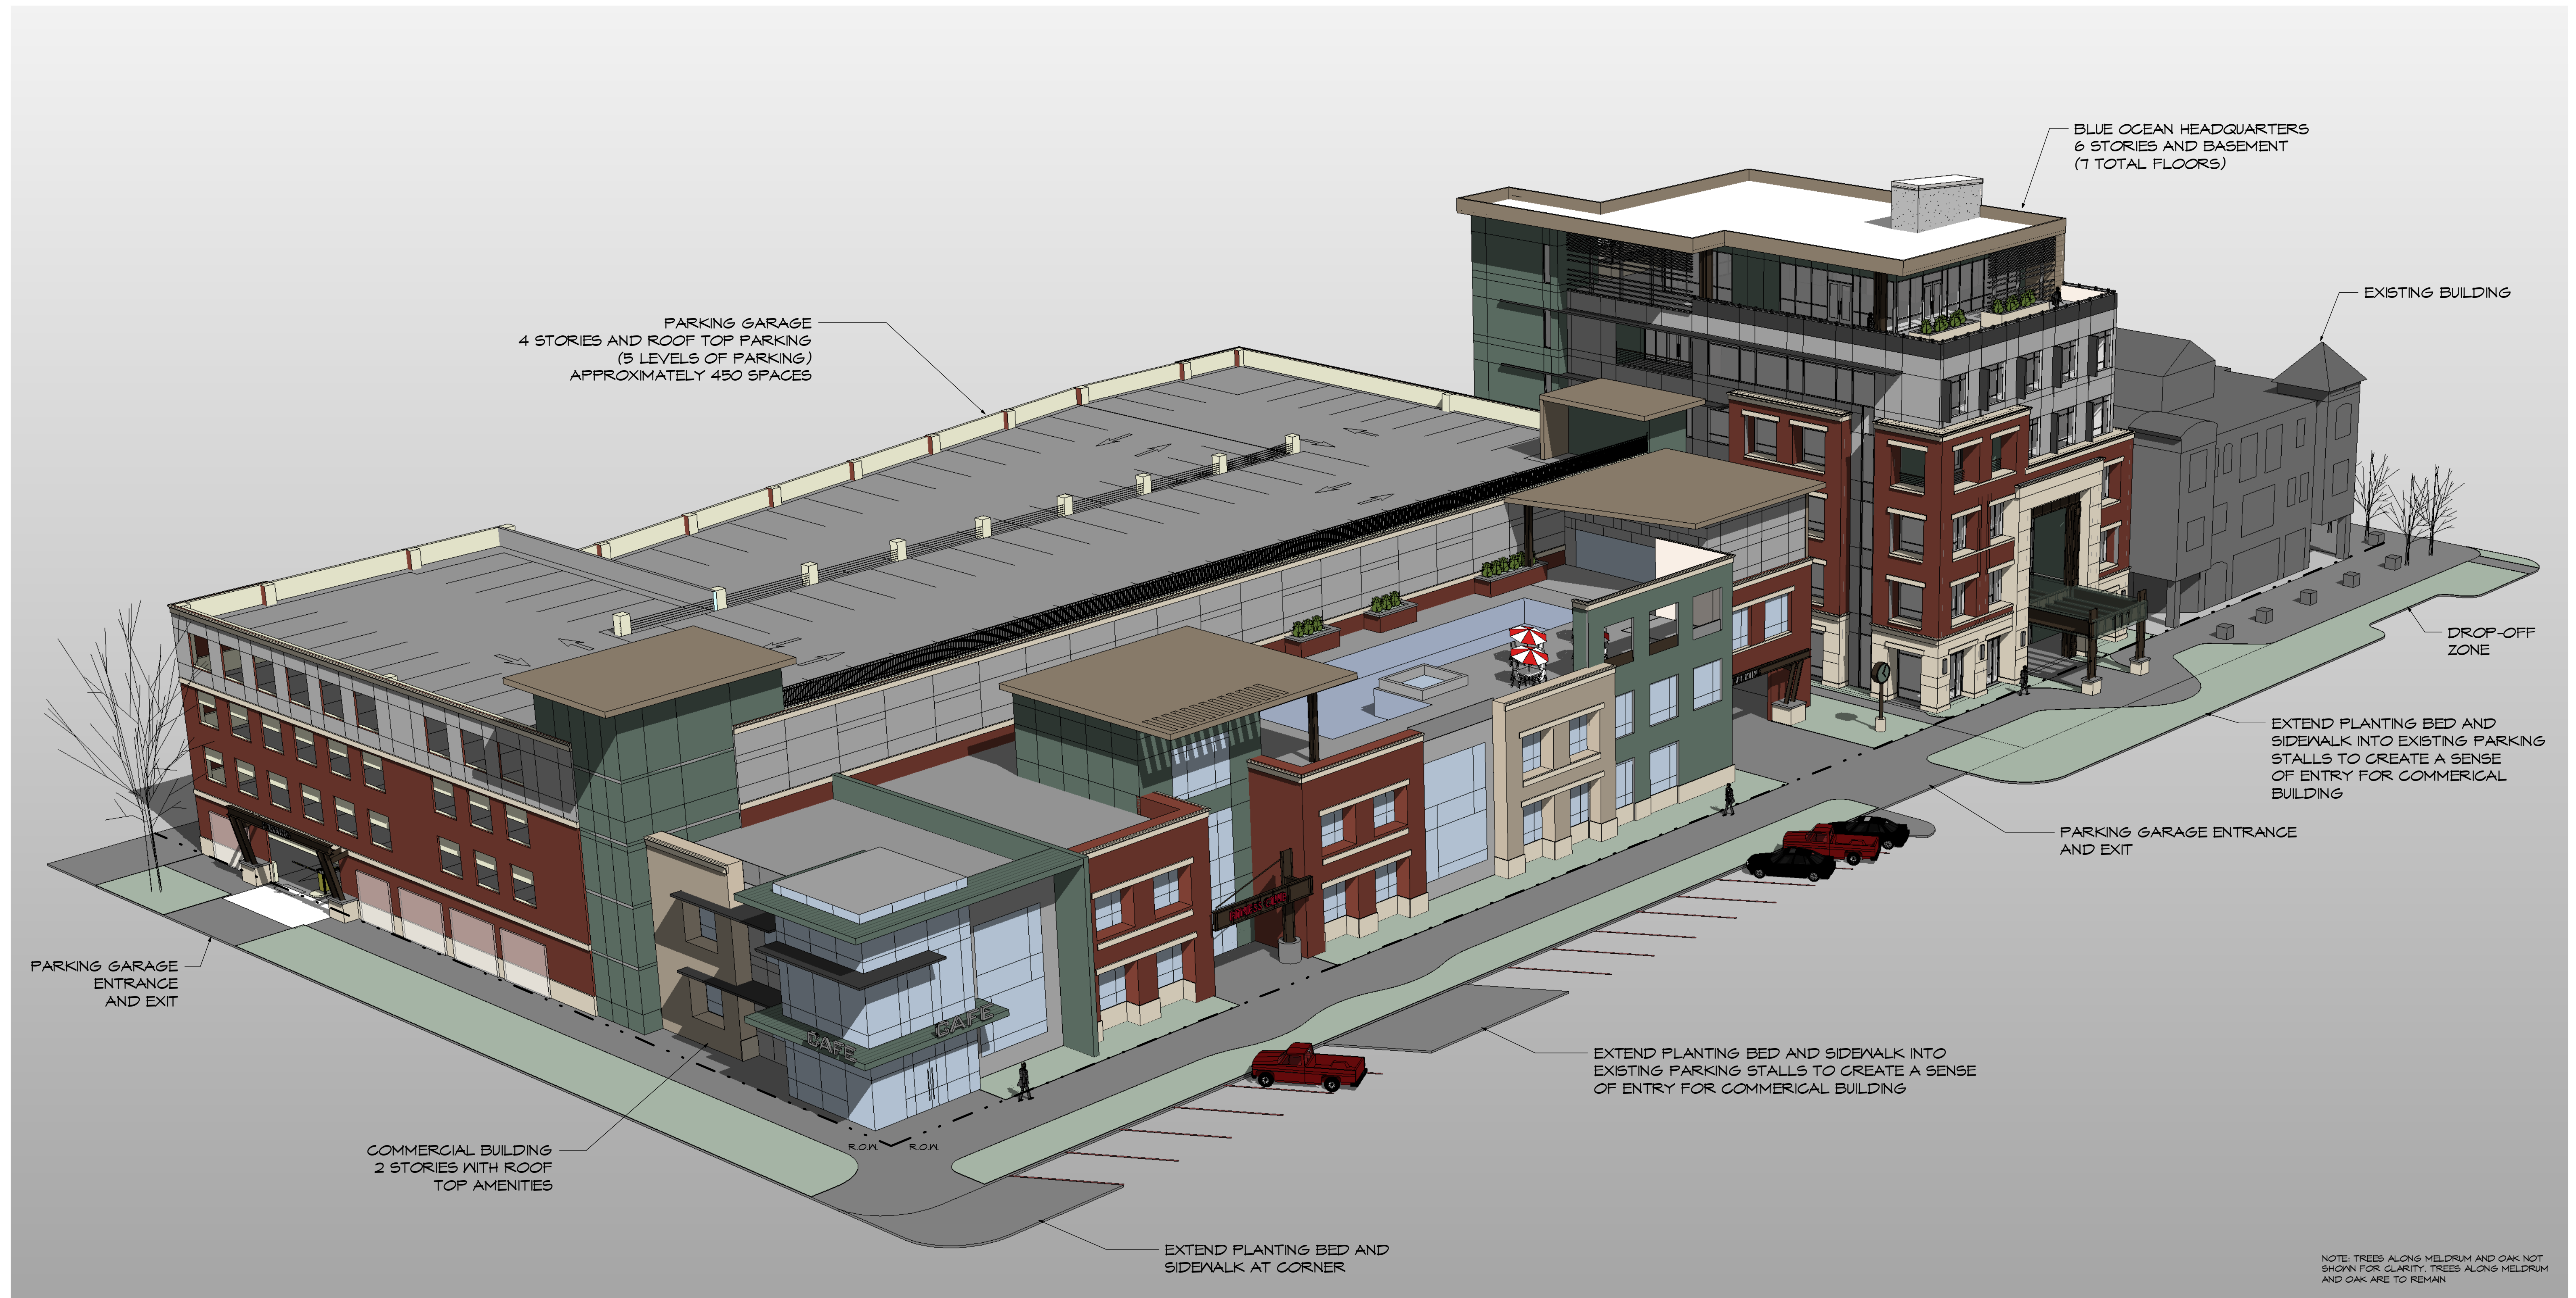 BLUE OCEAN HEADQUARTERS
6 STORIES AND BASEMENT
(7 TOTAL FLOORS)
EXISTING BUILDING
PARKING GARAGE
4 STORIES AND ROOF TOP PARKING
(5 LEVELS OF PARKING)
APPROXIMATELY 450 SPACES
DROP-OFF
ZONE
EXTEND PLANTING BED AND
SIDEWALK INTO EXISTING PARKING
STALLS TO CREATE A SENSE
OF ENTRY FOR COMMERICAL
BUILDING
PARKING GARAGE ENTRANCE
AND EXIT
PARKING GARAGE
ENTRANCE
AND EXIT
CAFE
CAFE
EXTEND PLANTING BED AND SIDEWALK INTO
EXISTING PARKING STALLS TO CREATE A SENSE
OF ENTRY FOR COMMERICAL BUILDING
R.O.W. R.O.W.
COMMERCIAL BUILDING
2 STORIES WITH ROOF
TOP AMENITIES
EXTEND PLANTING BED AND
SIDEWALK AT CORNER
NOTE: TREES ALONG MELDRUM AND OAK NOT
SHOWN FOR CLARITY. TREES ALONG MELDRUM
AND OAK ARE TO REMAIN